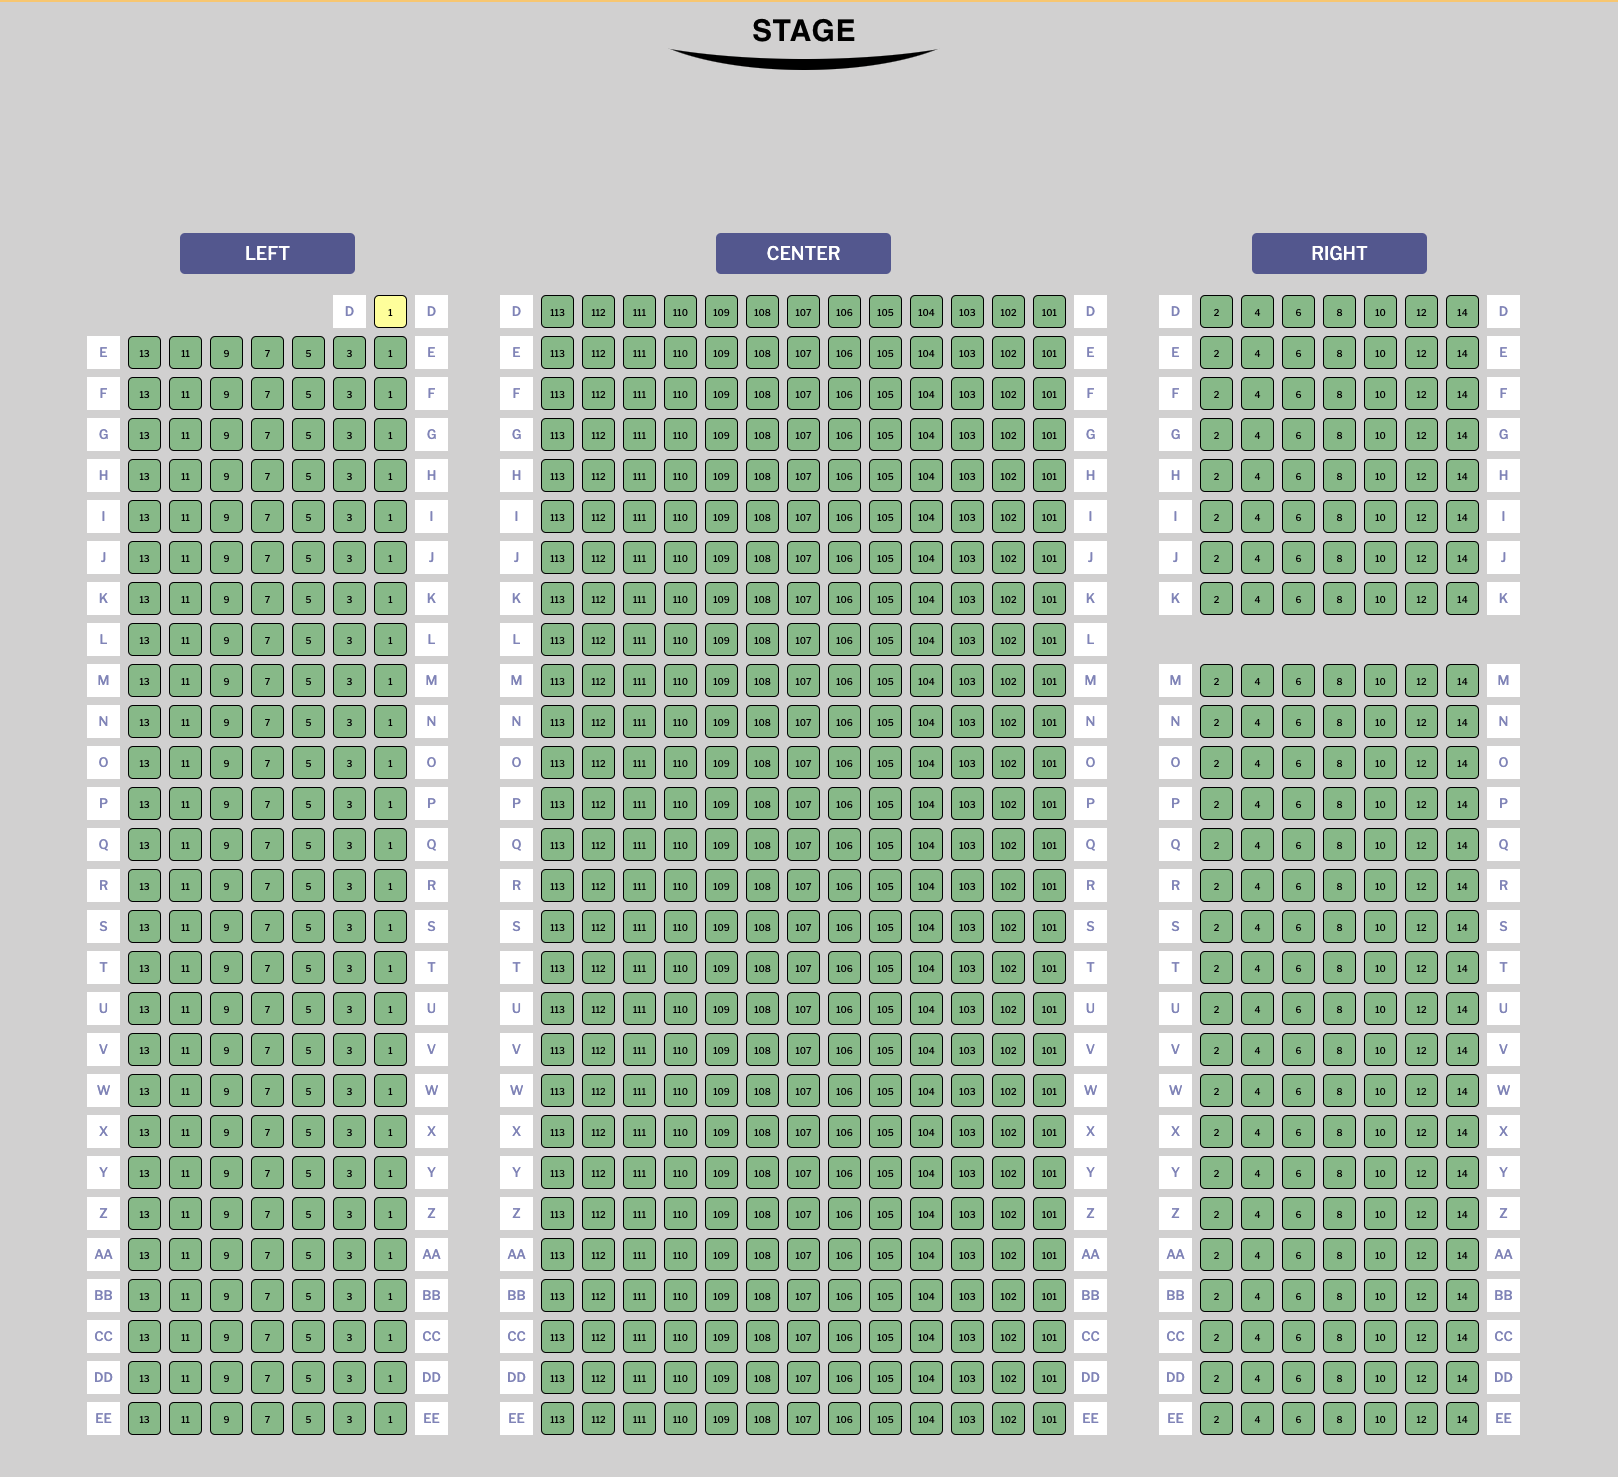 STAGE
LEFT CENTER RIGHT
D 1 D D 113 112 111 110 109 108 107 106 105 104 103 102 101 D D 2 4 6 8 10 12 14 D
E 13 11 9 7 5 3 1 E E 113 112 111 110 109 108 107 106 105 104 103 102 101 E E 2 4 6 8 10 12 14 E
F 13 11 9 7 5 3 1 F F 113 112 111 110 109 108 107 106 105 104 103 102 101 F F 2 4 6 8 10 12 14 F
G 13 11 9 7 5 3 1 G G 113 112 111 110 109 108 107 106 105 104 103 102 101 G G 2 4 6 8 10 12 14 G
H 13 11 9 7 5 3 1 H H 113 112 111 110 109 108 107 106 105 104 103 102 101 H H 2 4 6 8 10 12 14 H
I 13 11 9 7 5 3 1 I I 113 112 111 110 109 108 107 106 105 104 103 102 101 I I 2 4 6 8 10 12 14 I
J 13 11 9 7 5 3 1 J J 113 112 111 110 109 108 107 106 105 104 103 102 101 J J 2 4 6 8 10 12 14 J
K 13 11 9 7 5 3 1 K K 113 112 111 110 109 108 107 106 105 104 103 102 101 K K 2 4 6 8 10 12 14 K
L 13 11 9 7 5 3 1 L L 113 112 111 110 109 108 107 106 105 104 103 102 101 L
M 13 11 9 7 5 3 1 M M 113 112 111 110 109 108 107 106 105 104 103 102 101 M M 2 4 6 8 10 12 14 M
N 13 11 9 7 5 3 1 N N 113 112 111 110 109 108 107 106 105 104 103 102 101 N N 2 4 6 8 10 12 14 N
O 13 11 9 7 5 3 1 O O 113 112 111 110 109 108 107 106 105 104 103 102 101 O O 2 4 6 8 10 12 14 O
P 13 11 9 7 5 3 1 P P 113 112 111 110 109 108 107 106 105 104 103 102 101 P P 2 4 6 8 10 12 14 P
Q 13 11 9 7 5 3 1 Q Q 113 112 111 110 109 108 107 106 105 104 103 102 101 Q Q 2 4 6 8 10 12 14 Q
R 13 11 9 7 5 3 1 R R 113 112 111 110 109 108 107 106 105 104 103 102 101 R R 2 4 6 8 10 12 14 R
S 13 11 9 7 5 3 1 S S 113 112 111 110 109 108 107 106 105 104 103 102 101 S S 2 4 6 8 10 12 14 S
T 13 11 9 7 5 3 1 T T 113 112 111 110 109 108 107 106 105 104 103 102 101 T T 2 4 6 8 10 12 14 T
U 13 11 9 7 5 3 1 U U 113 112 111 110 109 108 107 106 105 104 103 102 101 U U 2 4 6 8 10 12 14 U
V 13 11 9 7 5 3 1 V V 113 112 111 110 109 108 107 106 105 104 103 102 101 V V 2 4 6 8 10 12 14 V
W 13 11 9 7 5 3 1 W W 113 112 111 110 109 108 107 106 105 104 103 102 101 W W 2 4 6 8 10 12 14 W
X 13 11 9 7 5 3 1 X X 113 112 111 110 109 108 107 106 105 104 103 102 101 X X 2 4 6 8 10 12 14 X
Y 13 11 9 7 5 3 1 Y Y 113 112 111 110 109 108 107 106 105 104 103 102 101 Y Y 2 4 6 8 10 12 14 Y
Z 13 11 9 7 5 3 1 Z Z 113 112 111 110 109 108 107 106 105 104 103 102 101 Z Z 2 4 6 8 10 12 14 Z
AA 13 11 9 7 5 3 1 AA AA 113 112 111 110 109 108 107 106 105 104 103 102 101 AA AA 2 4 6 8 10 12 14 AA
BB 13 11 9 7 5 3 1 BB BB 113 112 111 110 109 108 107 106 105 104 103 102 101 BB BB 2 4 6 8 10 12 14 BB
CC 13 11 9 7 5 3 1 CC CC 113 112 111 110 109 108 107 106 105 104 103 102 101 CC CC 2 4 6 8 10 12 14 CC
DD 13 11 9 7 5 3 1 DD DD 113 112 111 110 109 108 107 106 105 104 103 102 101 DD DD 2 4 6 8 10 12 14 DD
EE 13 11 9 7 5 3 1 EE EE 113 112 111 110 109 108 107 106 105 104 103 102 101 EE EE 2 4 6 8 10 12 14 EE